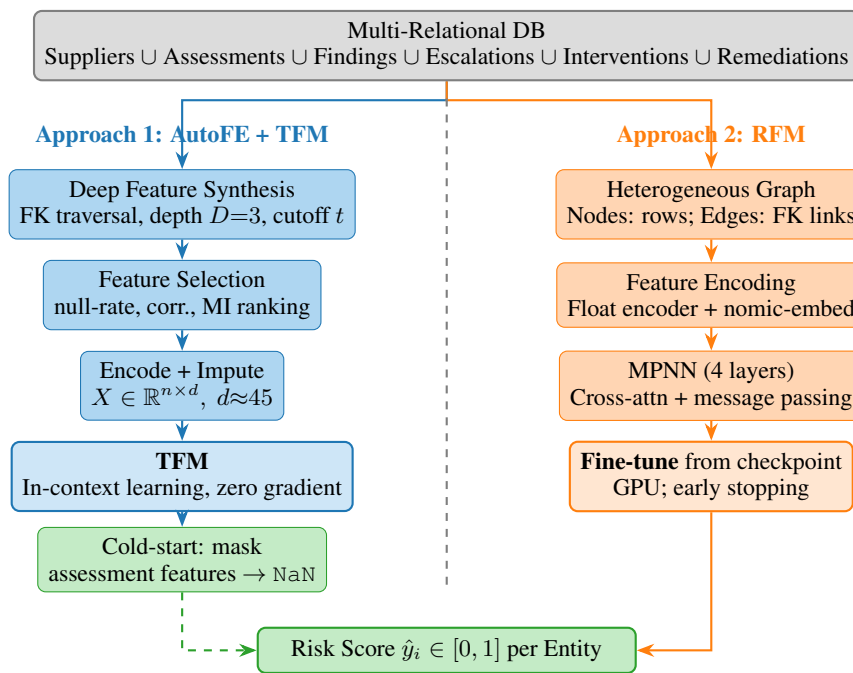 Multi-Relational DB
Suppliers ∪ Assessments ∪ Findings ∪ Escalations ∪ Interventions ∪ Remediations
Approach 1: AutoFE + TFM
Deep Feature Synthesis
FK traversal, depth D=3, cutoff t
Feature Selection
null-rate, corr., MI ranking
Encode + Impute
X ∈ ℝⁿˣᵈ, d≈45
TFM
In-context learning, zero gradient
Cold-start: mask
assessment features → NaN
Approach 2: RFM
Heterogeneous Graph
Nodes: rows; Edges: FK links
Feature Encoding
Float encoder + nomic-embed
MPNN (4 layers)
Cross-attn + message passing
Fine-tune from checkpoint
GPU; early stopping
Risk Score ŷᵢ ∈ [0, 1] per Entity